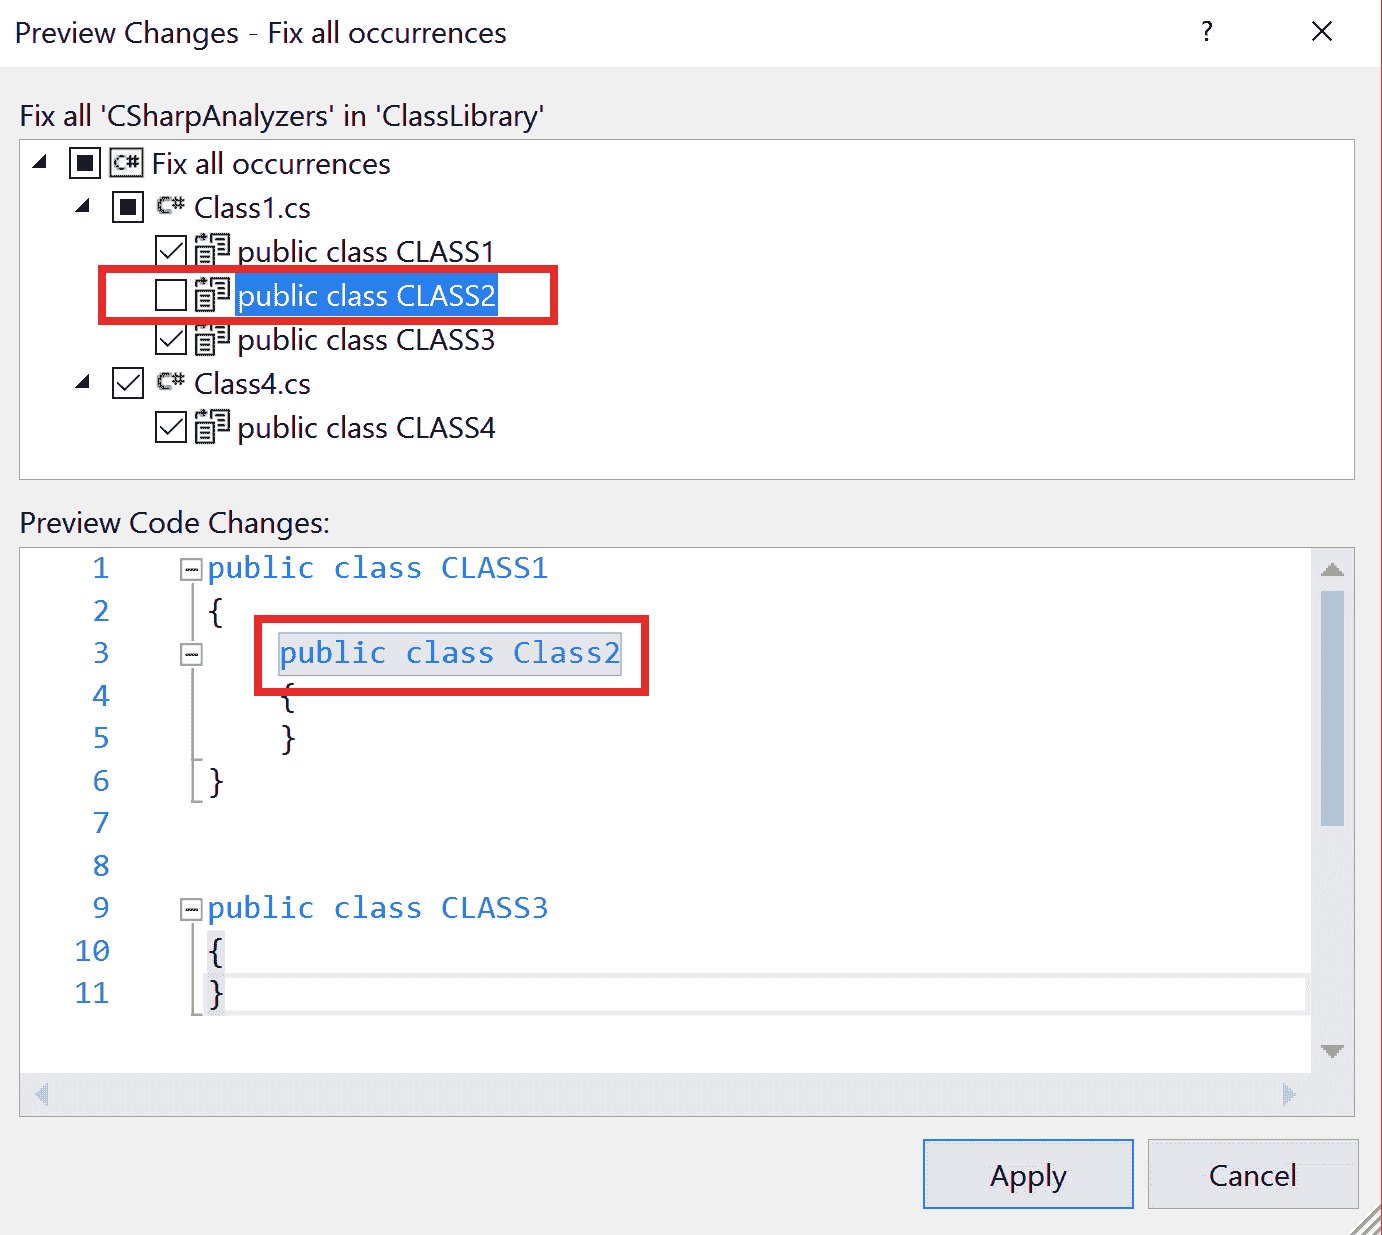 Preview Changes - Fix all occurrences ?
Fix all 'CSharpAnalyzers' in 'ClassLibrary'
C# Fix all occurrences
C# Class1.cs
public class CLASS1
public class CLASS2
public class CLASS3
C# Class4.cs
public class CLASS4
Preview Code Changes:
1 public class CLASS1
2 {
3 public class Class2
4 {
5 }
6 }
7
8
9 public class CLASS3
10 {
11 }
Apply Cancel